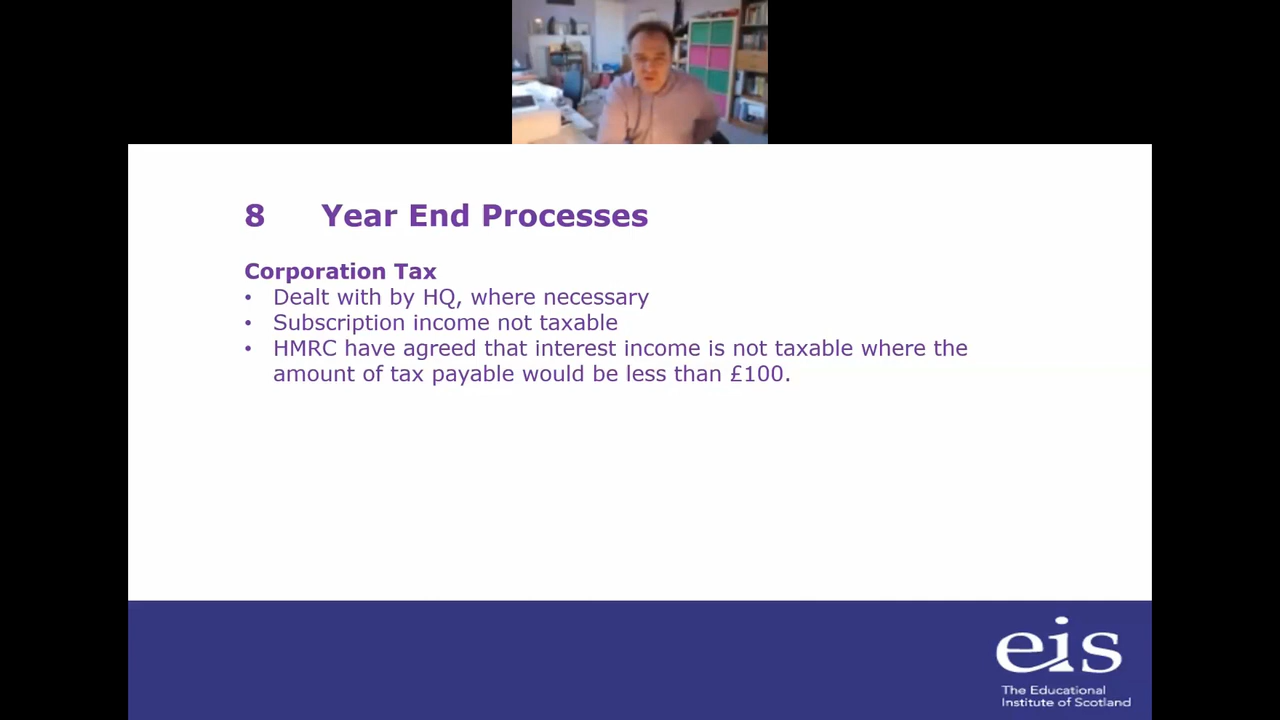 8 Year End Processes
Corporation Tax
• Dealt with by HQ, where necessary
• Subscription income not taxable
• HMRC have agreed that interest income is not taxable where the
amount of tax payable would be less than £100.
eis
The Educational
Institute of Scotland